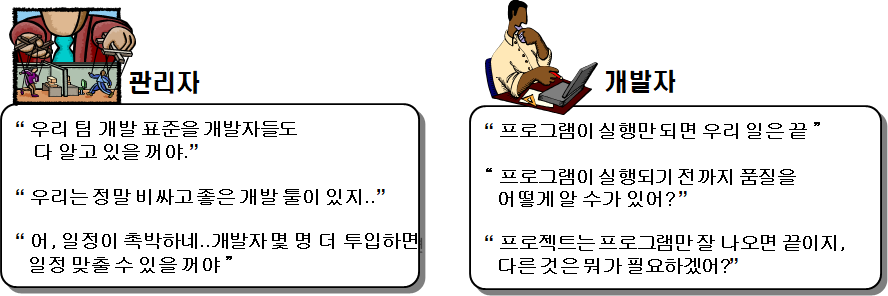 관리자
“ 우리 팀 개발 표준을 개발자들도
다 알고 있을 꺼야.”
“ 우리는 정말 비싸고 좋은 개발 툴이 있지..”
“ 어, 일정이 촉박하네..개발자 몇 명 더 투입하면
일정 맞출 수 있을 꺼야 ”
개발자
“ 프로그램이 실행만 되면 우리 일은 끝 ”
“ 프로그램이 실행되기 전까지 품질을
어떻게 알 수가 있어?”
“ 프로젝트는 프로그램만 잘 나오면 끝이지,
다른 것은 뭐가 필요하겠어?”